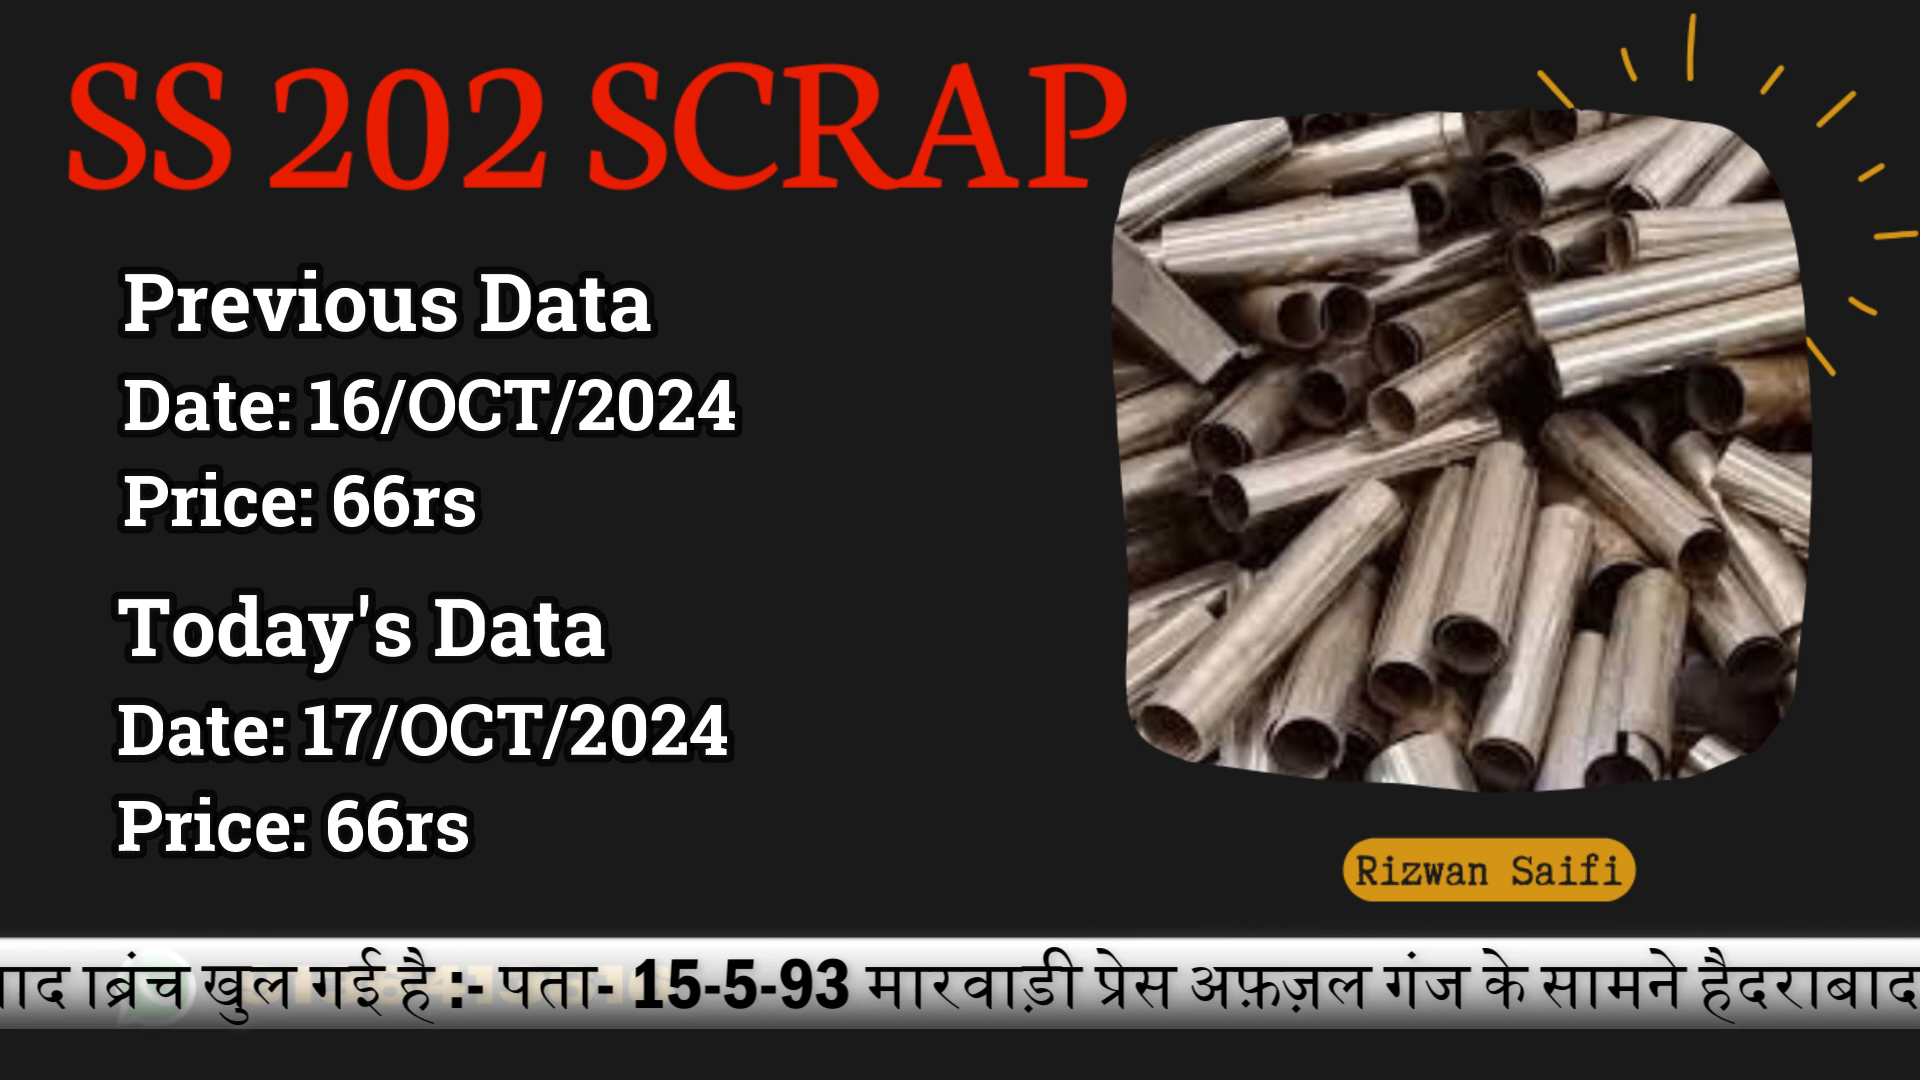 SS 202 SCRAP
Previous Data
Date: 16/OCT/2024
Price: 66rs
Today's Data
Date: 17/OCT/2024
Price: 66rs
Rizwan Saifi
ाद ाब्रंच खुल गई है :- पता- 15-5-93 मारवाड़ी प्रेस अफ़ज़ल गंज के सामने हैदराबाद